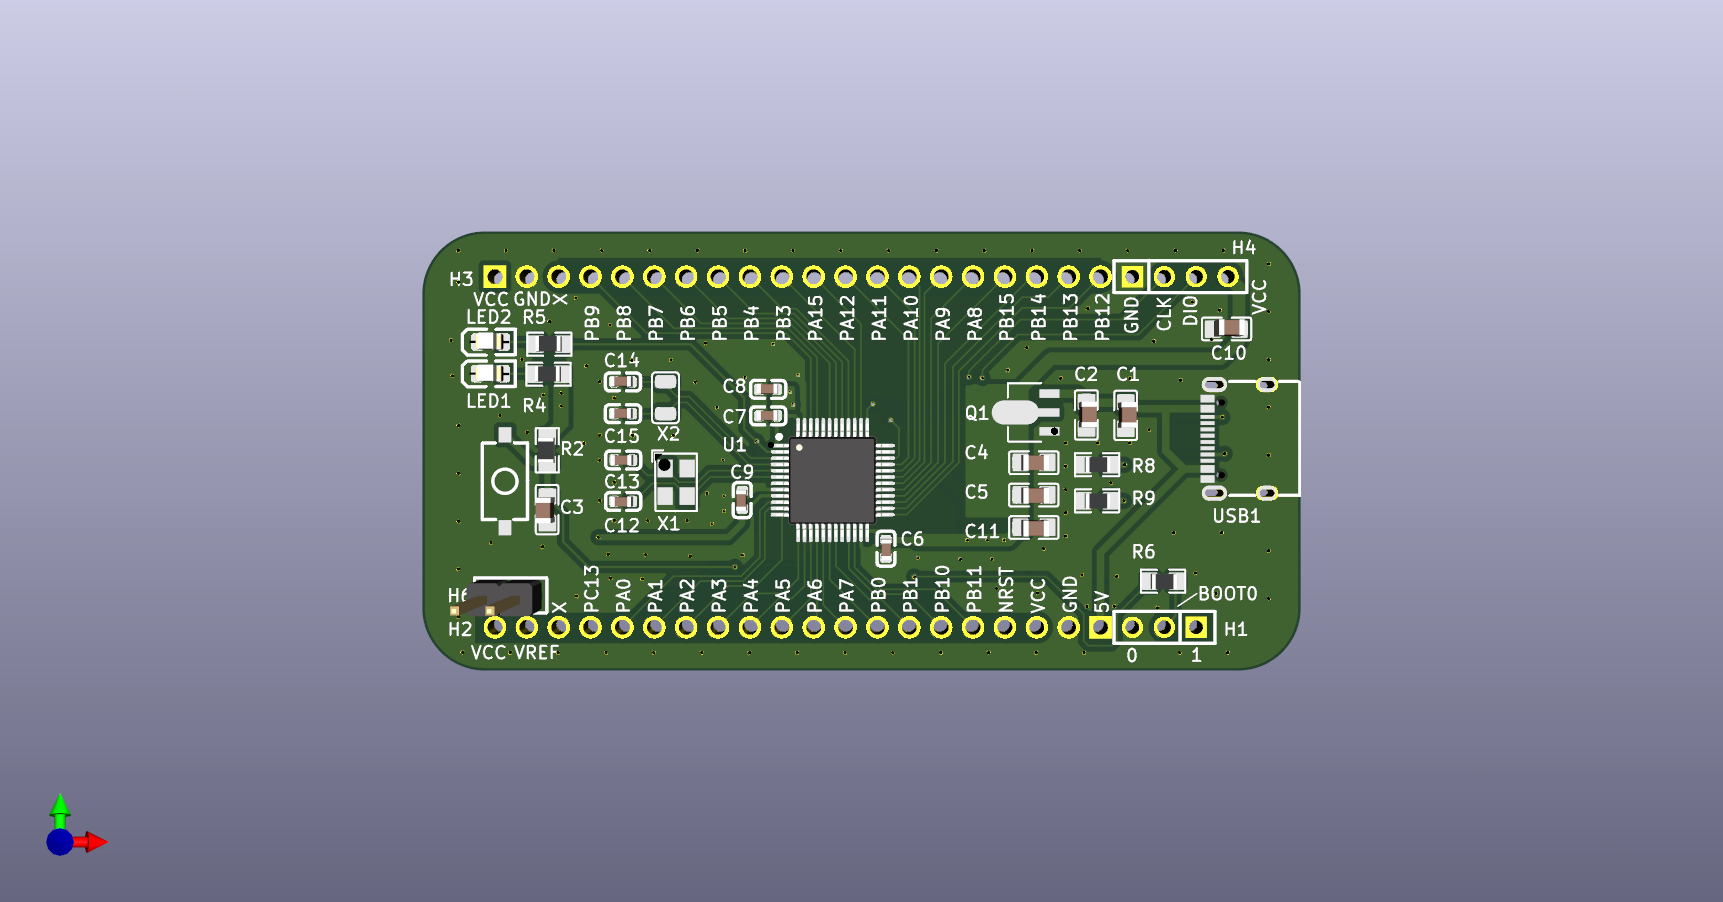 H4
H3
VCC GND X PB9 PB8 PB7 PB6 PB5 PB4 PB3 PA15 PA12 PA11 PA10 PA9 PA8 PB15 PB14 PB13 PB12 GND CLK DIO VCC
LED2 R5
C10
C14
C8
C2 C1
LED1 R4
C7
Q1
C15 X2
U1
R2
C4
R8
C9
C13
C5
R9
C3
C12 X1
USB1
C11
C6
R6
H6
BOOT0
X PC13 PA0 PA1 PA2 PA3 PA4 PA5 PA6 PA7 PB0 PB1 PB10 PB11 NRST VCC GND 5V
H2
H1
VCC VREF
0 1